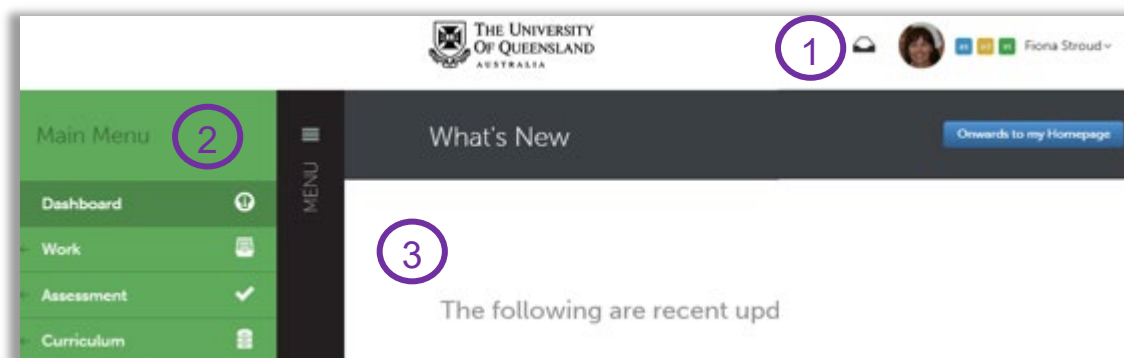 THE UNIVERSITY
OF QUEENSLAND
AUSTRALIA
1
Fiona Stroud
Main Menu
2
MENU
What's New
Onwards to my Homepage
Dashboard
Work
Assessment
Curriculum
3
The following are recent upd